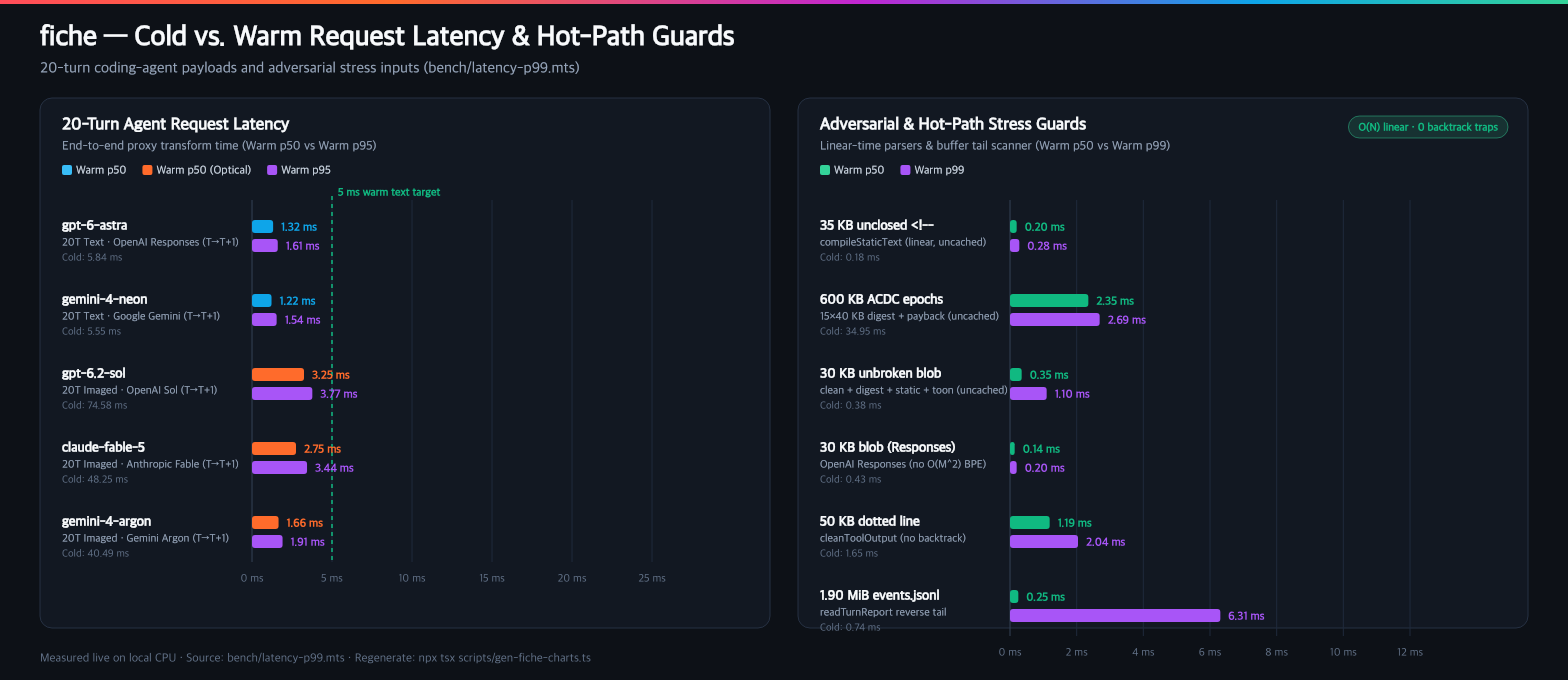 fiche — Cold vs. Warm Request Latency & Hot-Path Guards
20-turn coding-agent payloads and adversarial stress inputs (bench/latency-p99.mts)
20-Turn Agent Request Latency
End-to-end proxy transform time (Warm p50 vs Warm p95)
Warm p50 Warm p50 (Optical) Warm p95
5 ms warm text target
gpt-6-astra
1.32 ms
20T Text · OpenAI Responses (T→T+1)
1.61 ms
Cold: 5.84 ms
gemini-4-neon
1.22 ms
20T Text · Google Gemini (T→T+1)
1.54 ms
Cold: 5.55 ms
gpt-6.2-sol
3.25 ms
20T Imaged · OpenAI Sol (T→T+1)
3.77 ms
Cold: 74.58 ms
claude-fable-5
2.75 ms
20T Imaged · Anthropic Fable (T→T+1)
3.44 ms
Cold: 48.25 ms
gemini-4-argon
1.66 ms
20T Imaged · Gemini Argon (T→T+1)
1.91 ms
Cold: 40.49 ms
0 ms 5 ms 10 ms 15 ms 20 ms 25 ms
Adversarial & Hot-Path Stress Guards
O(N) linear · 0 backtrack traps
Linear-time parsers & buffer tail scanner (Warm p50 vs Warm p99)
Warm p50 Warm p99
35 KB unclosed <!--
0.20 ms
compileStaticText (linear, uncached)
0.28 ms
Cold: 0.18 ms
600 KB ACDC epochs
2.35 ms
15×40 KB digest + payback (uncached)
2.69 ms
Cold: 34.95 ms
30 KB unbroken blob
0.35 ms
clean + digest + static + toon (uncached)
1.10 ms
Cold: 0.38 ms
30 KB blob (Responses)
0.14 ms
OpenAI Responses (no O(M^2) BPE)
0.20 ms
Cold: 0.43 ms
50 KB dotted line
1.19 ms
cleanToolOutput (no backtrack)
2.04 ms
Cold: 1.65 ms
1.90 MiB events.jsonl
0.25 ms
readTurnReport reverse tail
6.31 ms
Cold: 0.74 ms
0 ms 2 ms 4 ms 6 ms 8 ms 10 ms 12 ms
Measured live on local CPU · Source: bench/latency-p99.mts · Regenerate: npx tsx scripts/gen-fiche-charts.ts